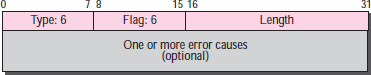 0 7 8 15 16 31
Type: 6 Flag: 6 Length
One or more error causes
(optional)